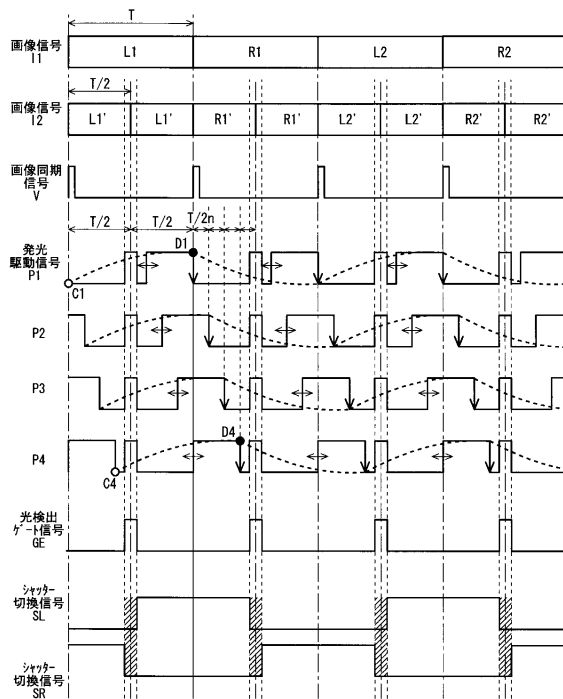 T
画像信号
I1
L1 R1 L2 R2
T/2
画像信号
I2
L1' L1' R1' R1' L2' L2' R2' R2'
画像同期
信号
V
T/2 T/2 T/2n
発光
駆動信号
P1
D1
C1
P2
P3
P4
D4
C4
光検出
ゲート信号
GE
シャッター
切換信号
SL
シャッター
切換信号
SR